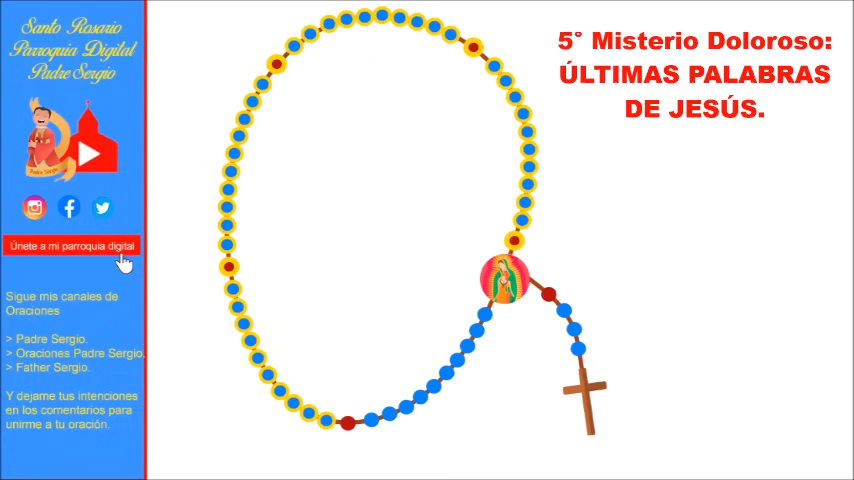 Santo Rosario
Parroquia Digital
Padre Sergio
Padre Sergio
Únete a mi parroquia digital
Sigue mis canales de
Oraciones
> Padre Sergio.
> Oraciones Padre Sergio.
> Father Sergio.
Y dejame tus intenciones
en los comentarios para
unirme a tu oración.
5° Misterio Doloroso:
ÚLTIMAS PALABRAS
DE JESÚS.